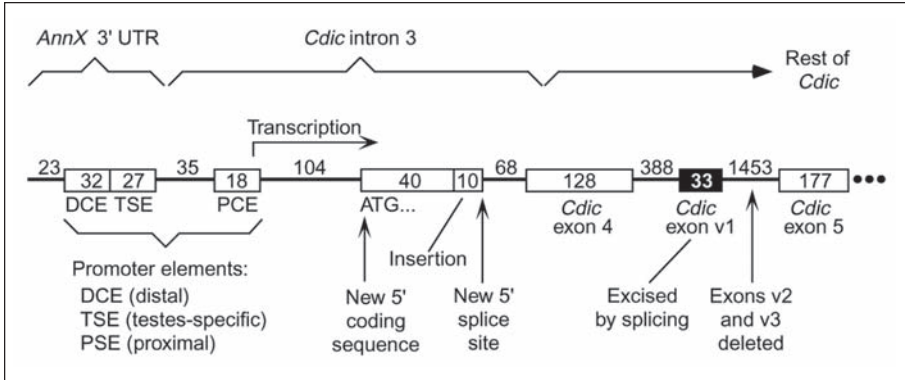 AnnX 3' UTR
Cdic intron 3
Rest of
Cdic
Transcription
23 32 27 35 18 104 40 10 68 128 388 33 1453 177
DCE TSE
PCE
ATG...
Cdic
exon 4
Cdic
exon v1
Cdic
exon 5
Insertion
Promoter elements:
DCE (distal)
TSE (testes-specific)
PSE (proximal)
New 5'
coding
sequence
New 5'
splice
site
Excised
by splicing
Exons v2
and v3
deleted